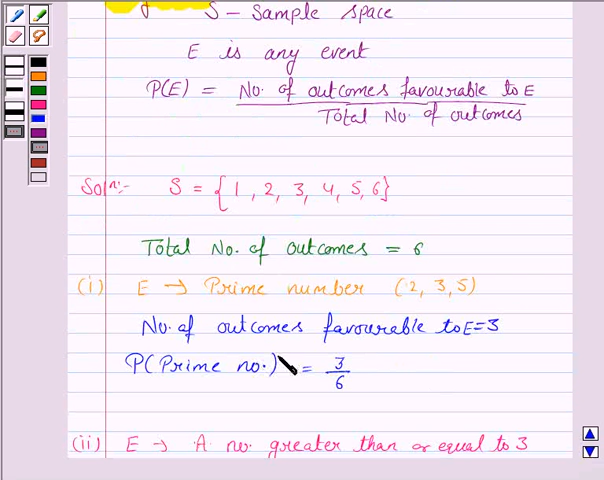 S - Sample space
E is any event
P(E) = No. of outcomes favourable to E / Total No. of outcomes
Soln:- S = {1, 2, 3, 4, 5, 6}
Total No. of outcomes = 6
(i) E → Prime number (2, 3, 5)
No. of outcomes favourable to E = 3
P(Prime no.) = 3/6
(ii) E → A no. greater than or equal to 3